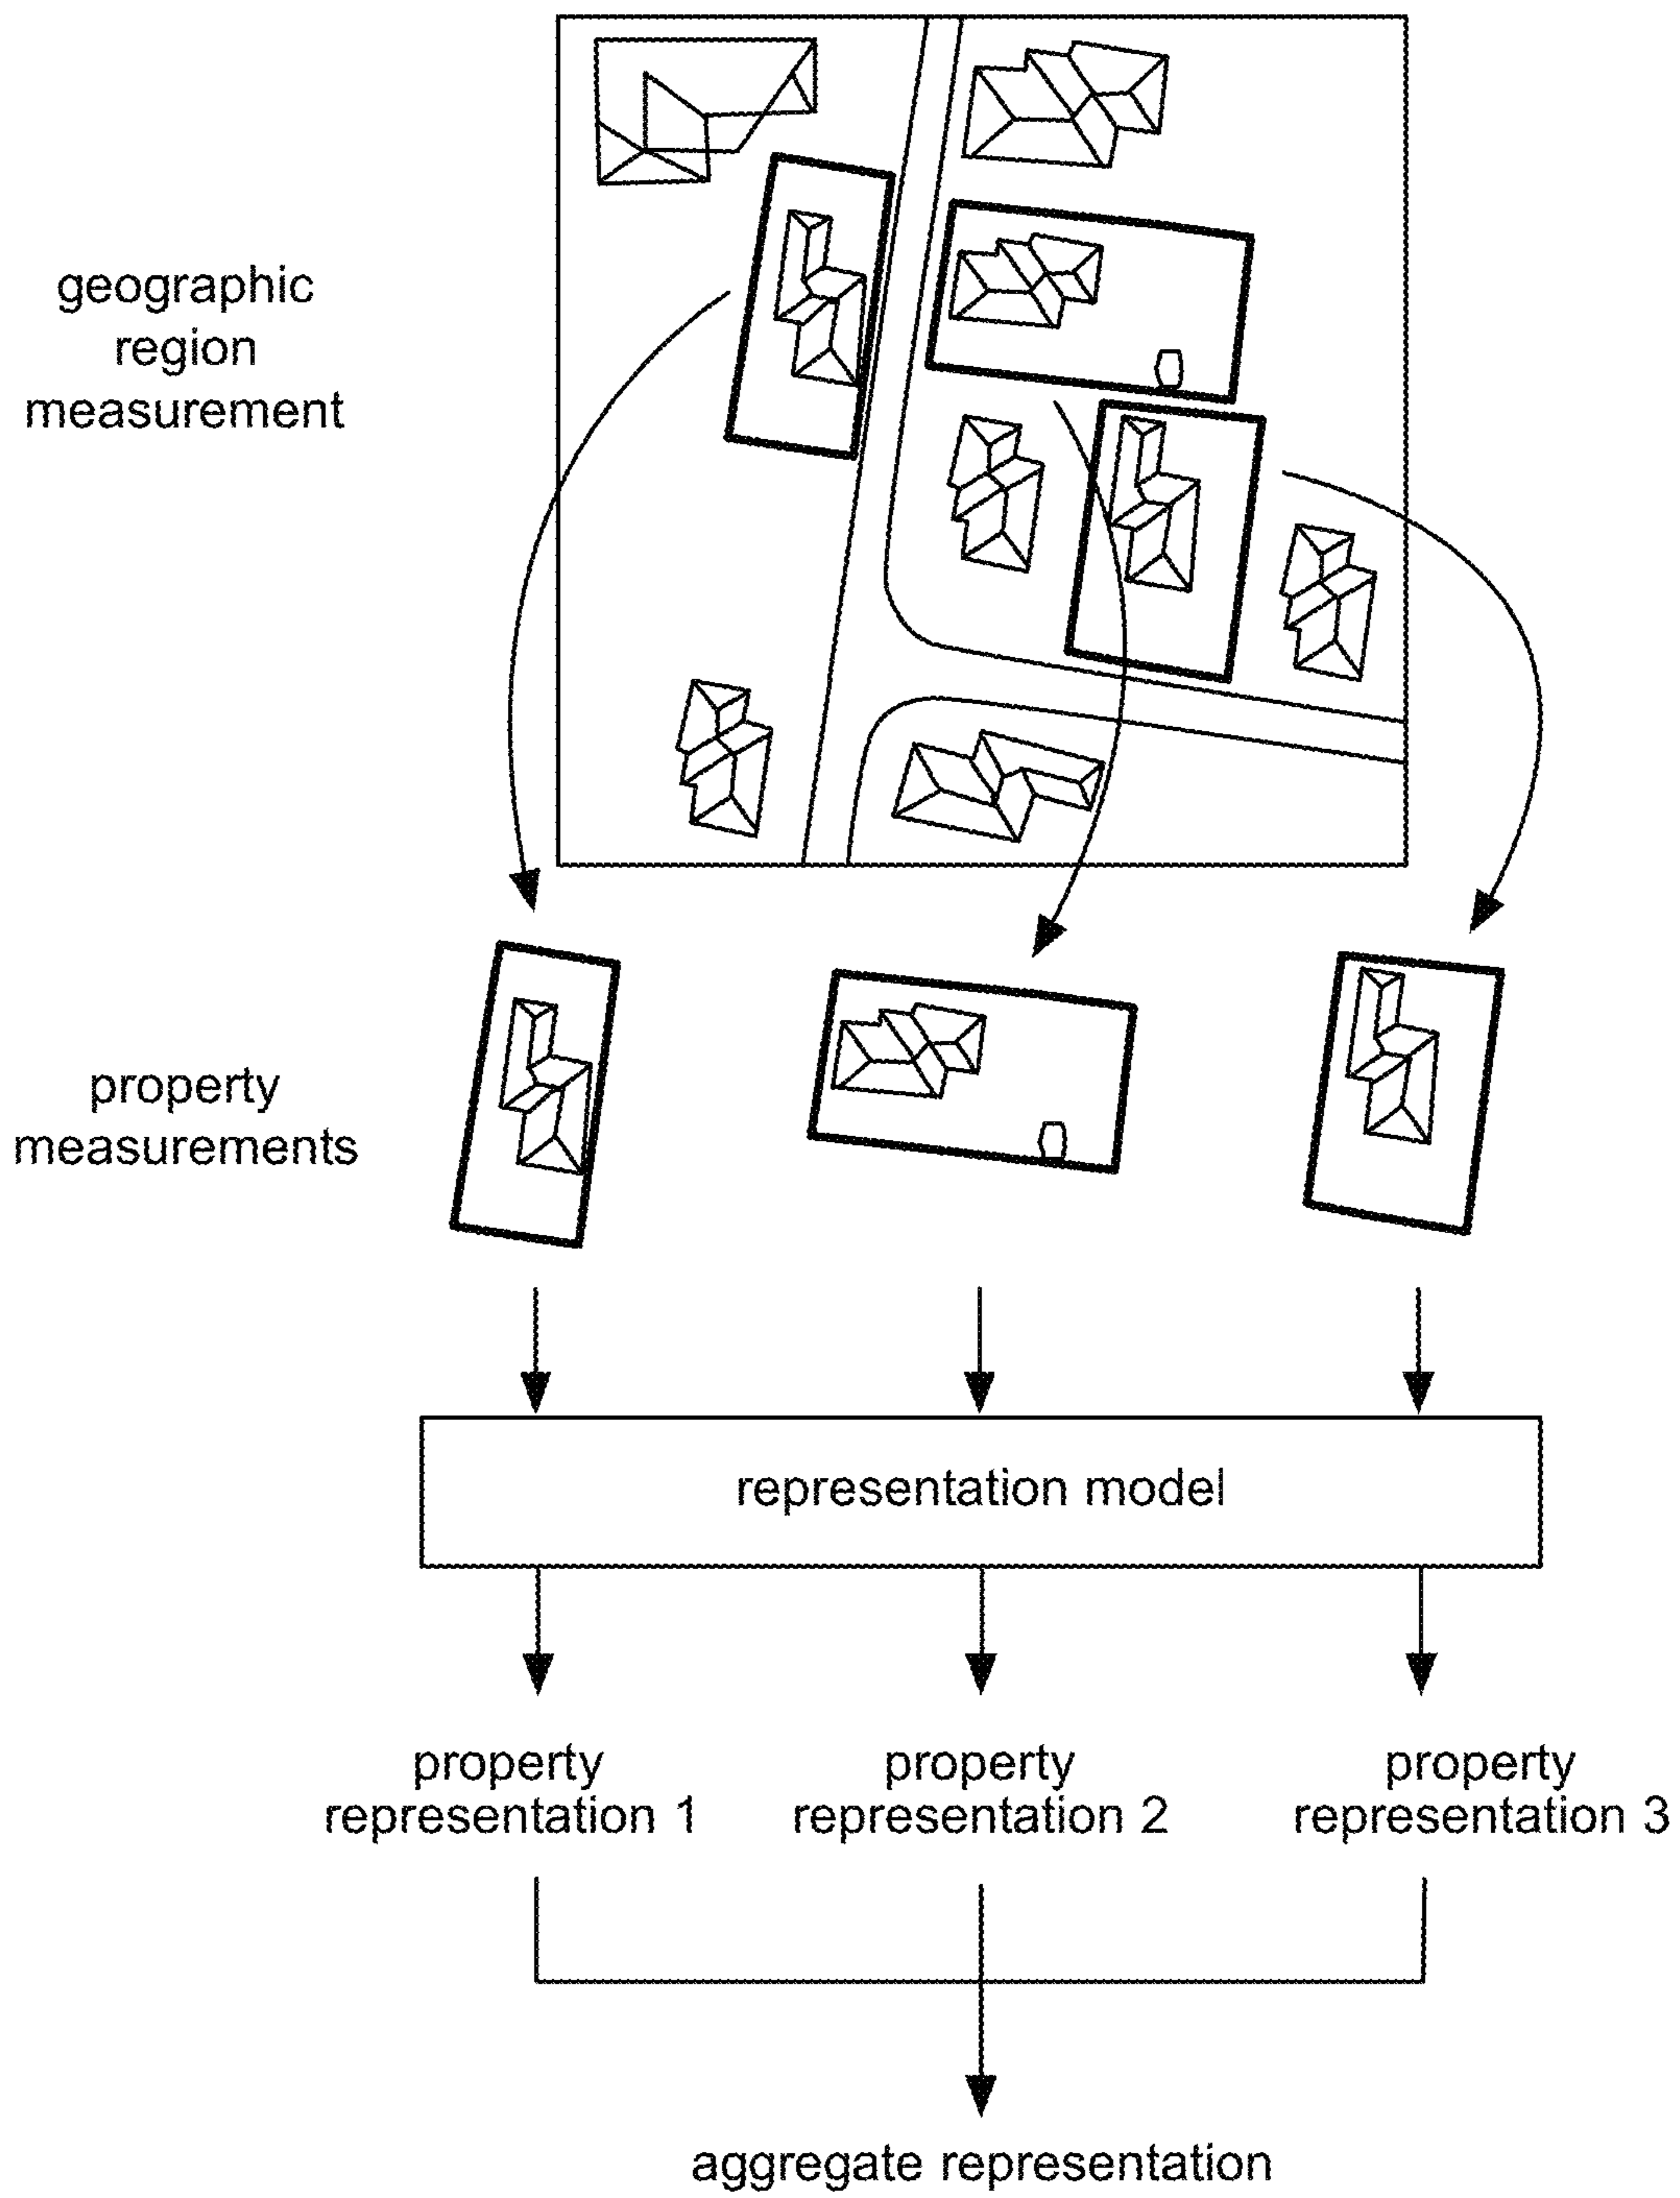 geographic
region
measurement
property
measurements
representation model
property
representation 1
property
representation 2
property
representation 3
aggregate representation